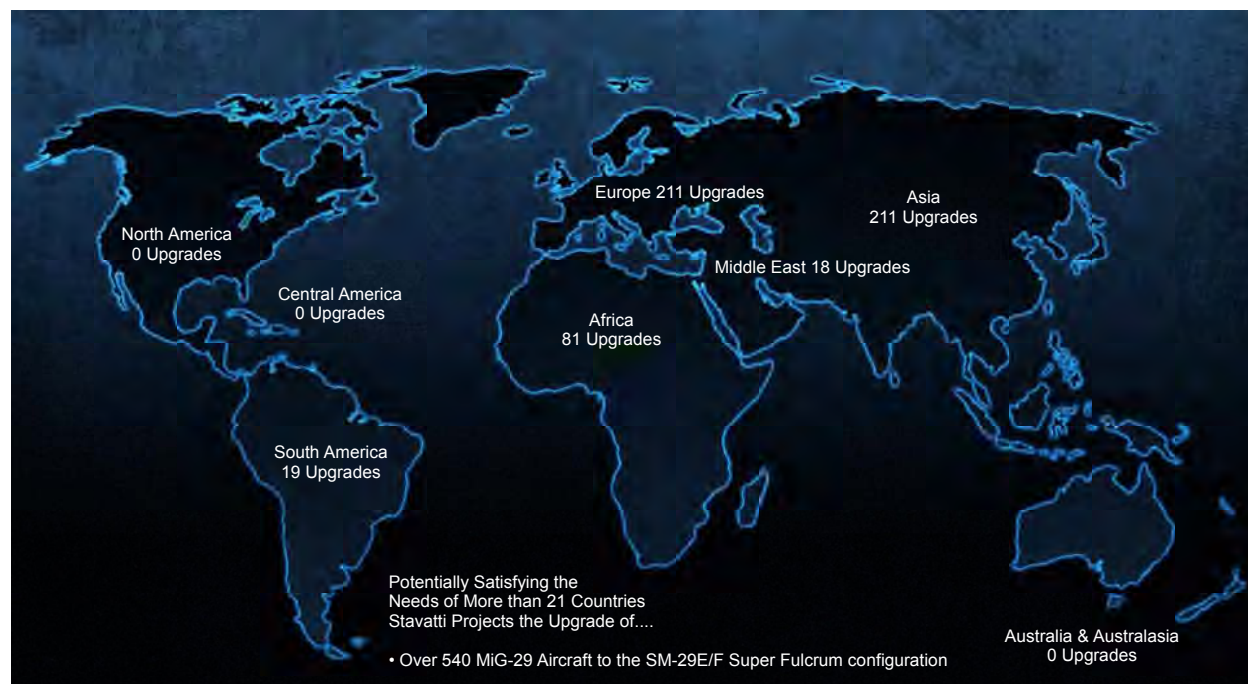 Europe 211 Upgrades
Asia
211 Upgrades
North America
0 Upgrades
Middle East 18 Upgrades
Central America
0 Upgrades
Africa
81 Upgrades
South America
19 Upgrades
Potentially Satisfying the
Needs of More than 21 Countries
Stavatti Projects the Upgrade of....
• Over 540 MiG-29 Aircraft to the SM-29E/F Super Fulcrum configuration
Australia & Australasia
0 Upgrades